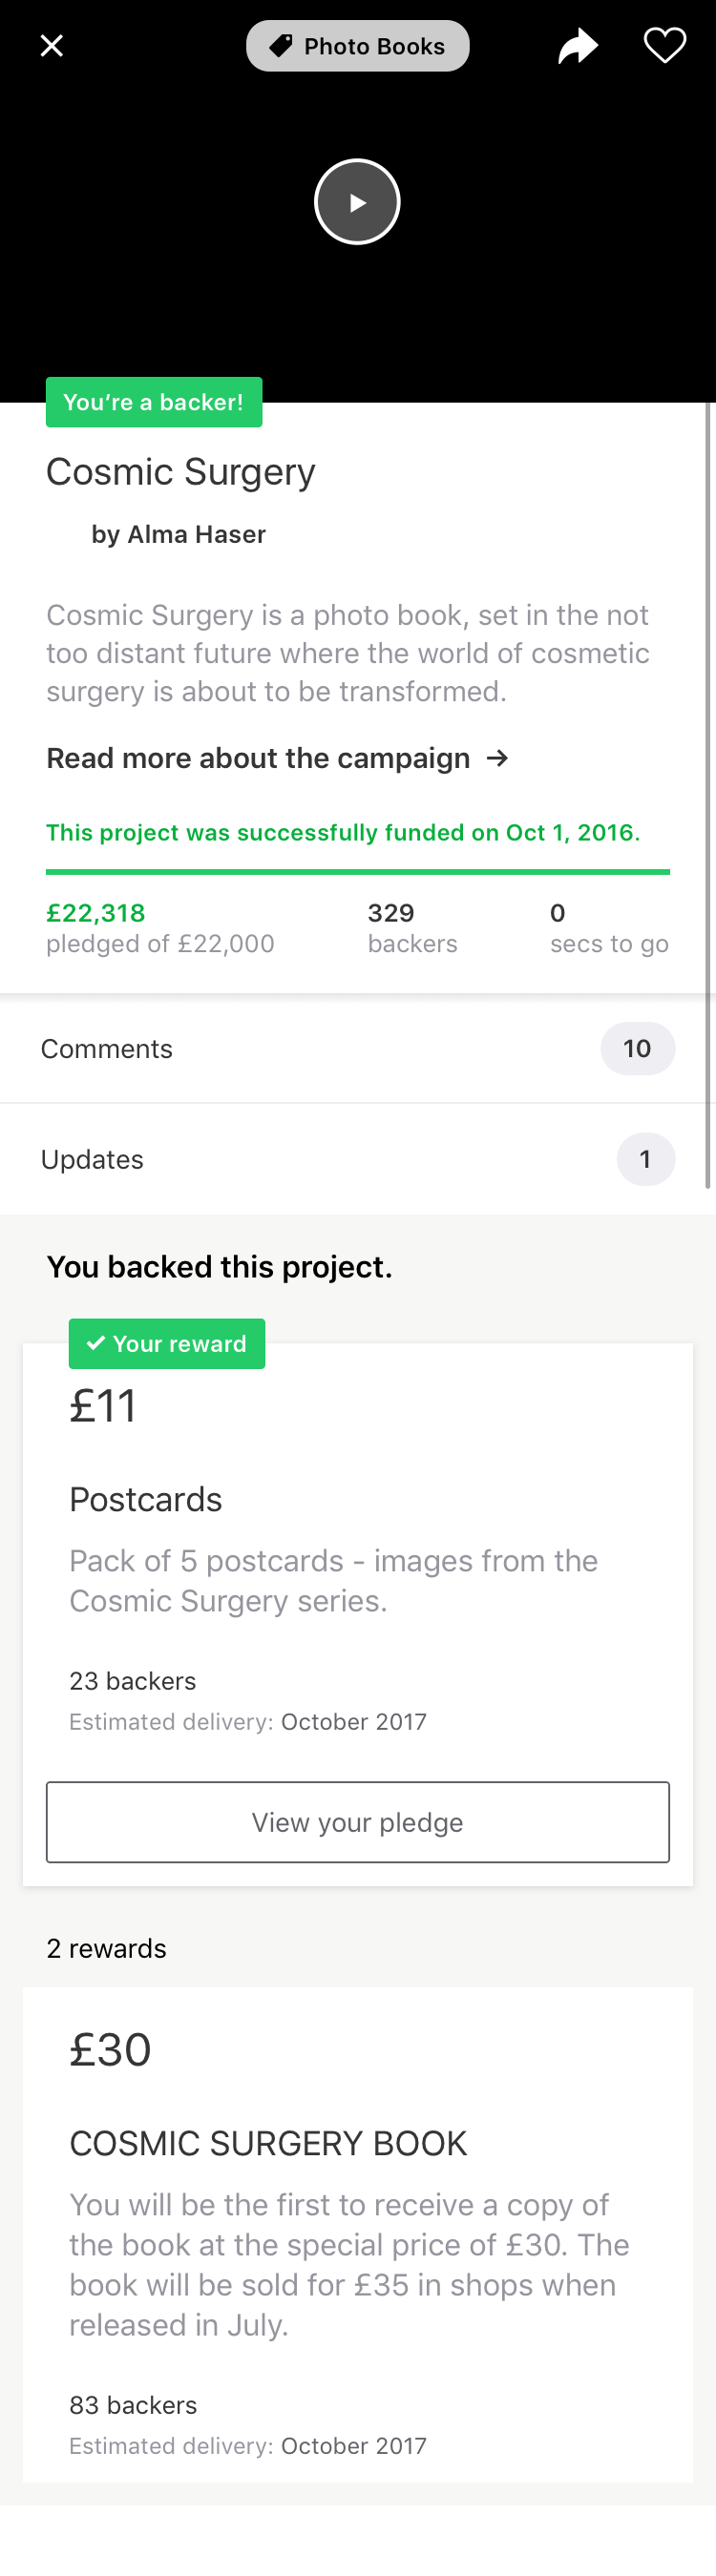 Photo Books
You're a backer!
Cosmic Surgery
by Alma Haser
Cosmic Surgery is a photo book, set in the not
too distant future where the world of cosmetic
surgery is about to be transformed.
Read more about the campaign →
This project was successfully funded on Oct 1, 2016.
£22,318 329 0
pledged of £22,000 backers secs to go
Comments 10
Updates 1
You backed this project.
✓ Your reward
£11
Postcards
Pack of 5 postcards - images from the
Cosmic Surgery series.
23 backers
Estimated delivery: October 2017
View your pledge
2 rewards
£30
COSMIC SURGERY BOOK
You will be the first to receive a copy of
the book at the special price of £30. The
book will be sold for £35 in shops when
released in July.
83 backers
Estimated delivery: October 2017